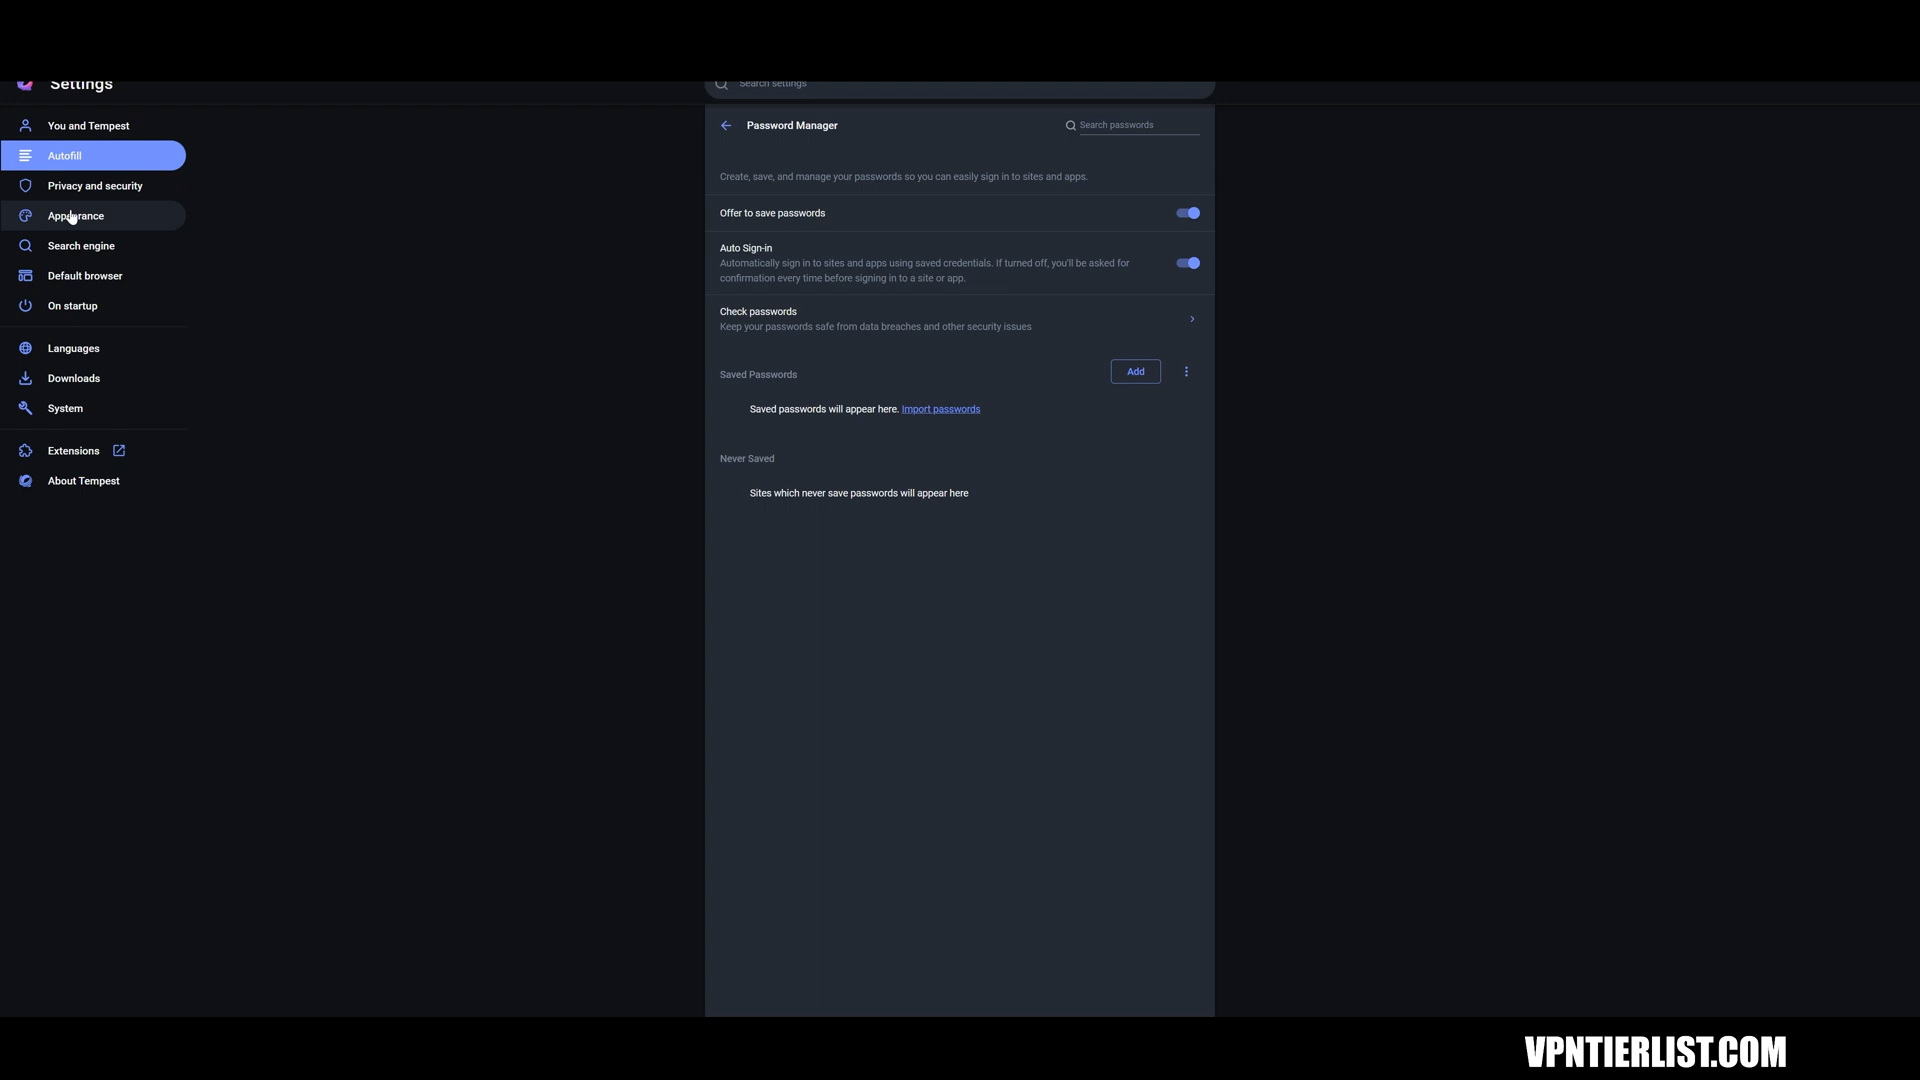 Settings
Search settings
You and Tempest
Autofill
Privacy and security
Appearance
Search engine
Default browser
On startup
Languages
Downloads
System
Extensions
About Tempest
Password Manager
Search passwords
Create, save, and manage your passwords so you can easily sign in to sites and apps.
Offer to save passwords
Auto Sign-in
Automatically sign in to sites and apps using saved credentials. If turned off, you'll be asked for
confirmation every time before signing in to a site or app.
Check passwords
Keep your passwords safe from data breaches and other security issues
Saved Passwords
Add
Saved passwords will appear here. Import passwords
Never Saved
Sites which never save passwords will appear here
VPNTIERLIST.COM